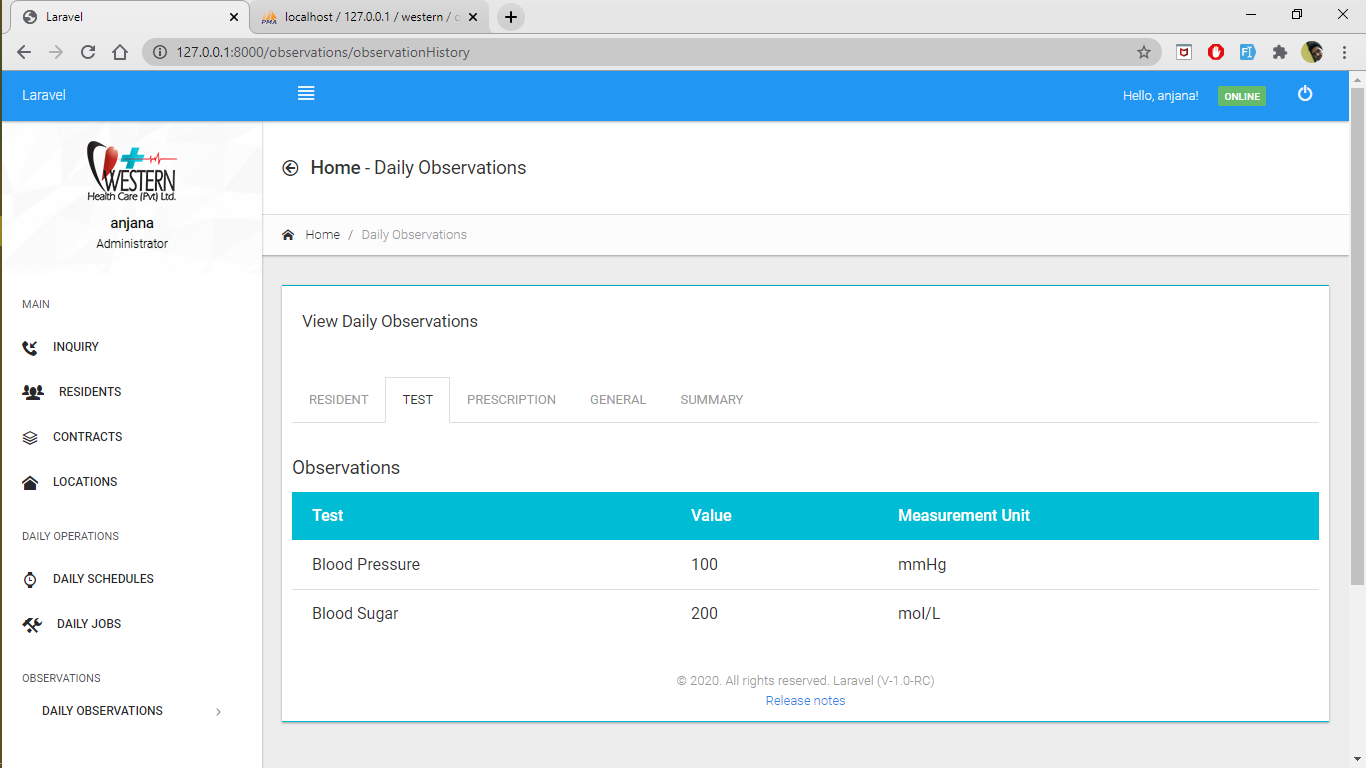 Laravel
localhost / 127.0.0.1 / western / c
127.0.0.1:8000/observations/observationHistory
Laravel
Hello, anjana!
ONLINE
WESTERN
Health Care (Pvt) Ltd.
anjana
Administrator
MAIN
INQUIRY
RESIDENTS
CONTRACTS
LOCATIONS
DAILY OPERATIONS
DAILY SCHEDULES
DAILY JOBS
OBSERVATIONS
DAILY OBSERVATIONS
Home - Daily Observations
Home / Daily Observations
View Daily Observations
RESIDENT TEST PRESCRIPTION GENERAL SUMMARY
Observations
Test Value Measurement Unit
Blood Pressure 100 mmHg
Blood Sugar 200 mol/L
© 2020. All rights reserved. Laravel (V-1.0-RC)
Release notes